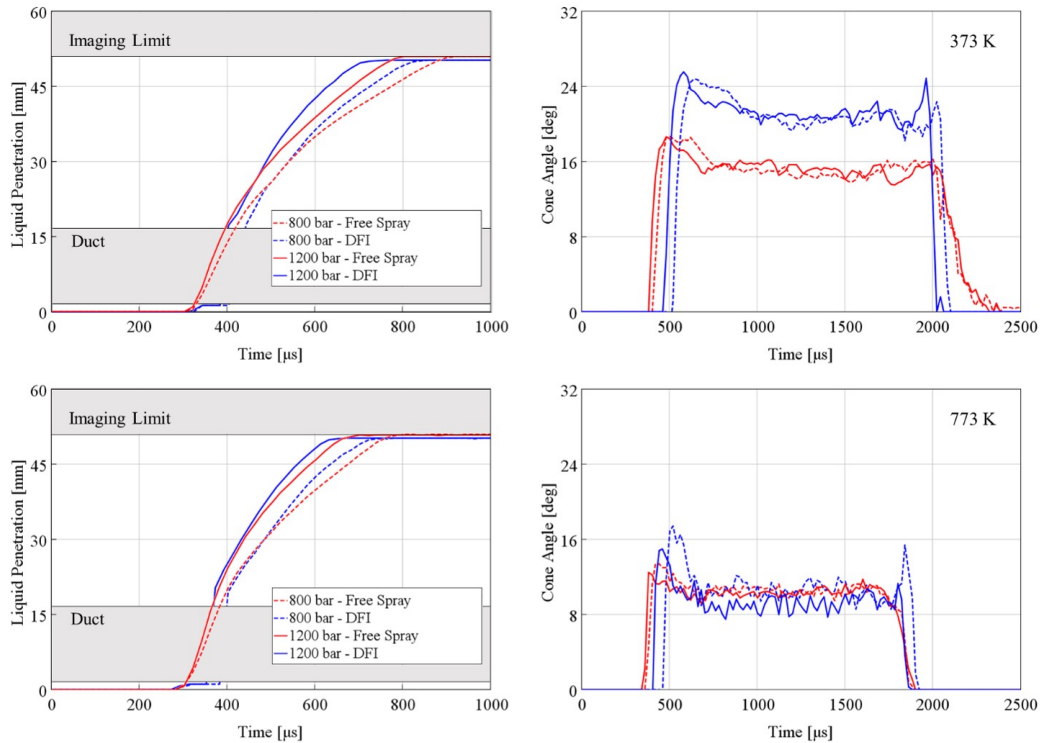 60
45
30
15
0
Liquid Penetration [mm]
Imaging Limit
Duct
800 bar - Free Spray
800 bar - DFI
1200 bar - Free Spray
1200 bar - DFI
0 200 400 600 800 1000
Time [μs]
32
24
16
8
0
Cone Angle [deg]
373 K
0 500 1000 1500 2000 2500
Time [μs]
60
45
30
15
0
Liquid Penetration [mm]
Imaging Limit
Duct
800 bar - Free Spray
800 bar - DFI
1200 bar - Free Spray
1200 bar - DFI
0 200 400 600 800 1000
Time [μs]
32
24
16
8
0
Cone Angle [deg]
773 K
0 500 1000 1500 2000 2500
Time [μs]